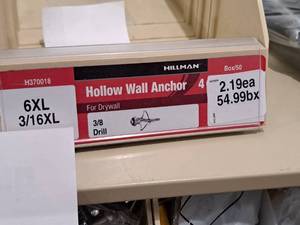 HILLMAN
H370018
Box/50
Hollow Wall Anchor 4
For Drywall
6XL
3/16XL
3/8
Drill
2.19ea
54.99bx